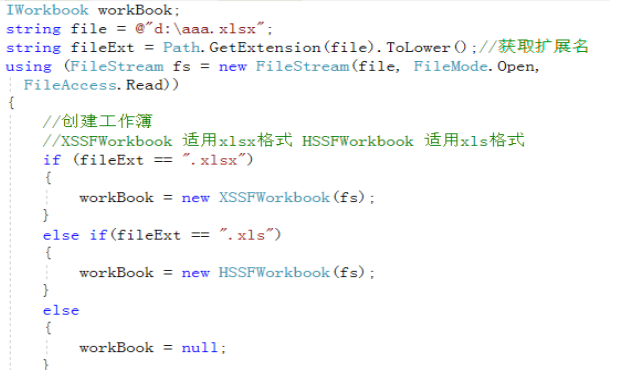 IWorkbook workBook;
string file = @"d:\aaa.xlsx";
string fileExt = Path.GetExtension(file).ToLower();//获取扩展名
using (FileStream fs = new FileStream(file, FileMode.Open,
FileAccess.Read))
{
//创建工作簿
//XSSFWorkbook 适用xlsx格式 HSSFWorkbook 适用xls格式
if (fileExt == ".xlsx")
{
workBook = new XSSFWorkbook(fs);
}
else if(fileExt == ".xls")
{
workBook = new HSSFWorkbook(fs);
}
else
{
workBook = null;
}